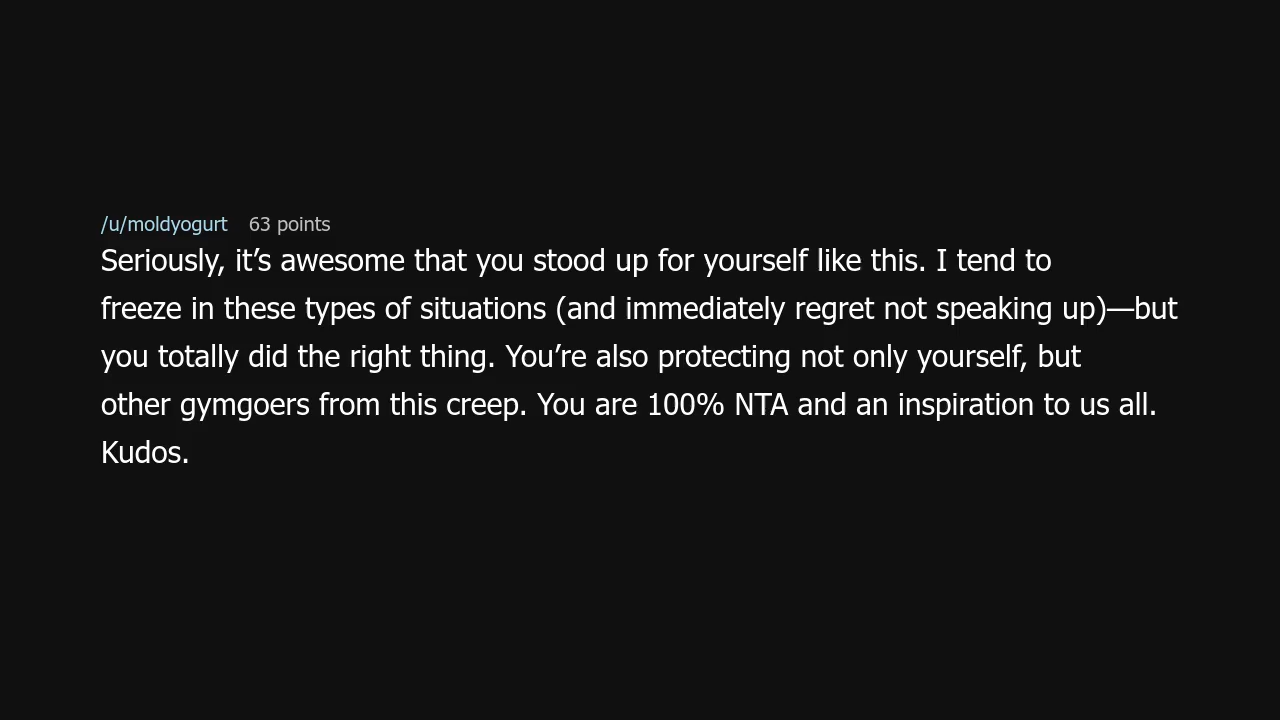 /u/moldyogurt 63 points
Seriously, it’s awesome that you stood up for yourself like this. I tend to
freeze in these types of situations (and immediately regret not speaking up)—but
you totally did the right thing. You’re also protecting not only yourself, but
other gymgoers from this creep. You are 100% NTA and an inspiration to us all.
Kudos.